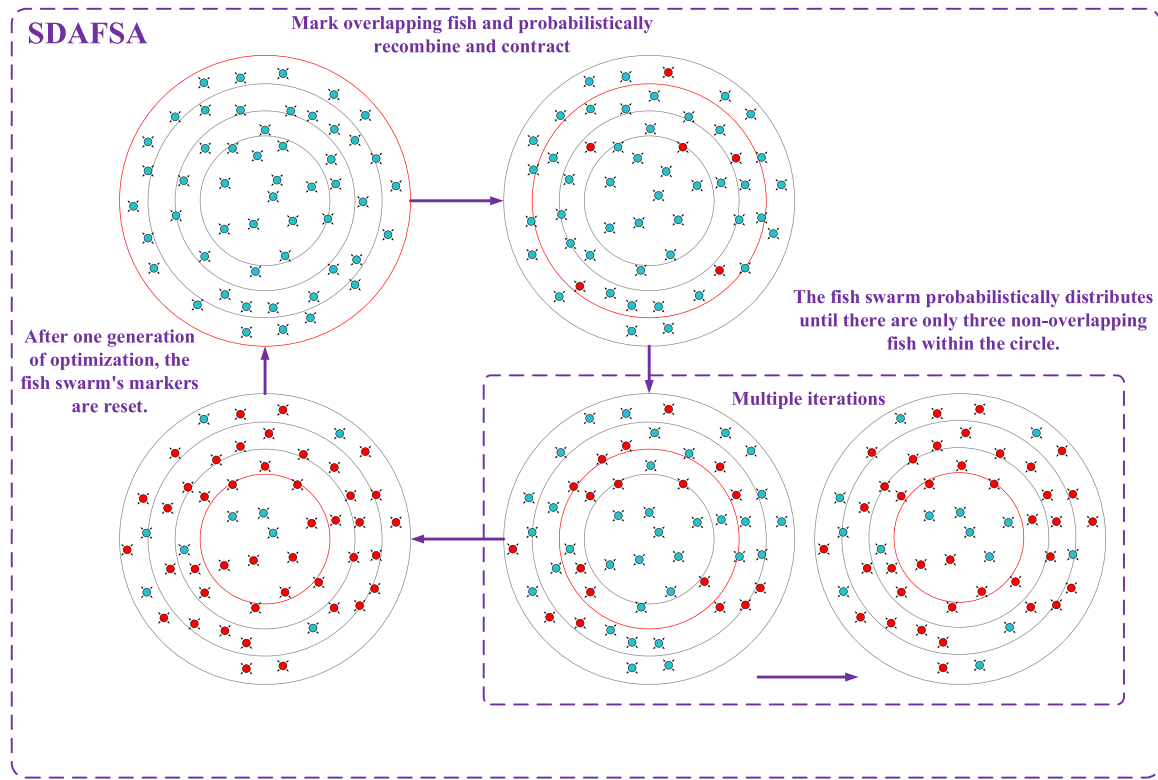 SDAFSA
Mark overlapping fish and probabilistically
recombine and contract
The fish swarm probabilistically distributes
until there are only three non-overlapping
fish within the circle.
After one generation
of optimization, the
fish swarm's markers
are reset.
Multiple iterations